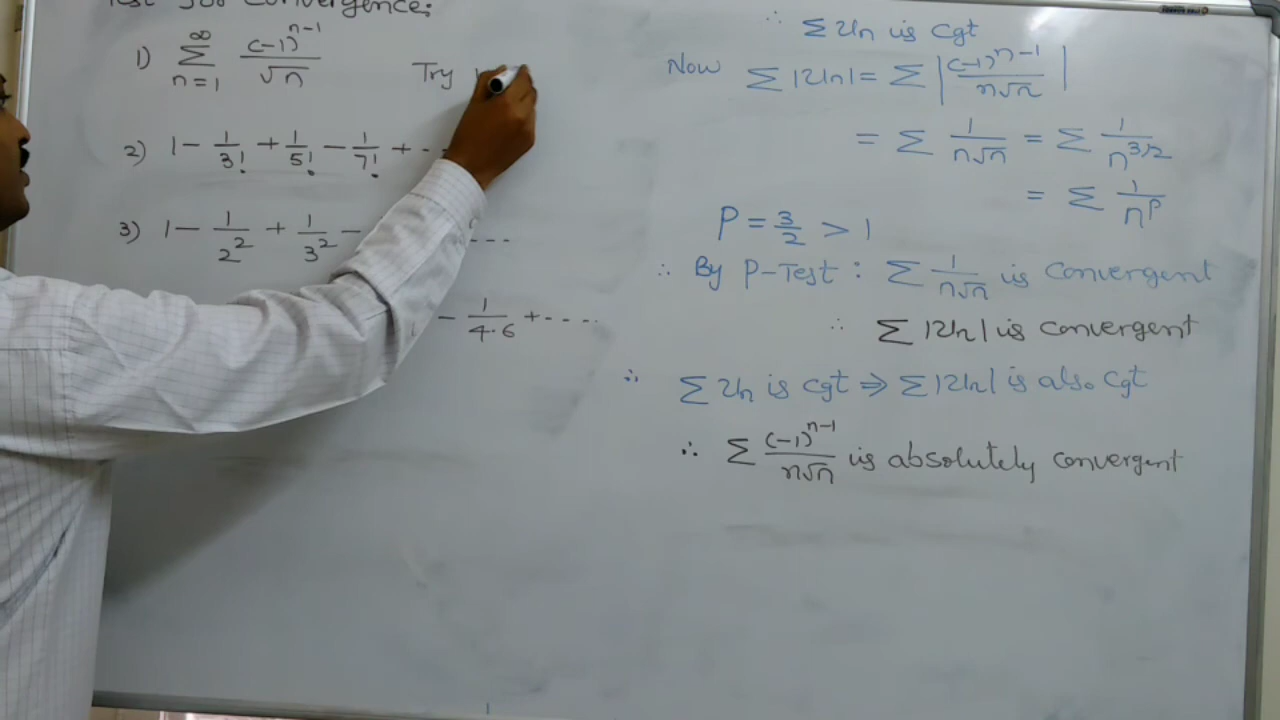 Test for Convergence:
1) ∞ Σ n=1 (-1)^(n-1) / √n Try
2) 1 - 1/3! + 1/5! - 1/7! + --
3) 1 - 1/2² + 1/3² - ---
- 1/4·6 + ----
∴ Σ Un is cgt
Now Σ |Un| = Σ | (-1)^(n-1) / n√n |
= Σ 1/n√n = Σ 1/n^(3/2)
= Σ 1/n^p
P = 3/2 > 1
∴ By P-Test : Σ 1/n√n is convergent
∴ Σ |Un| is convergent
∴ Σ Un is cgt ⇒ Σ |Un| is also cgt
∴ Σ (-1)^(n-1) / n√n is absolutely convergent